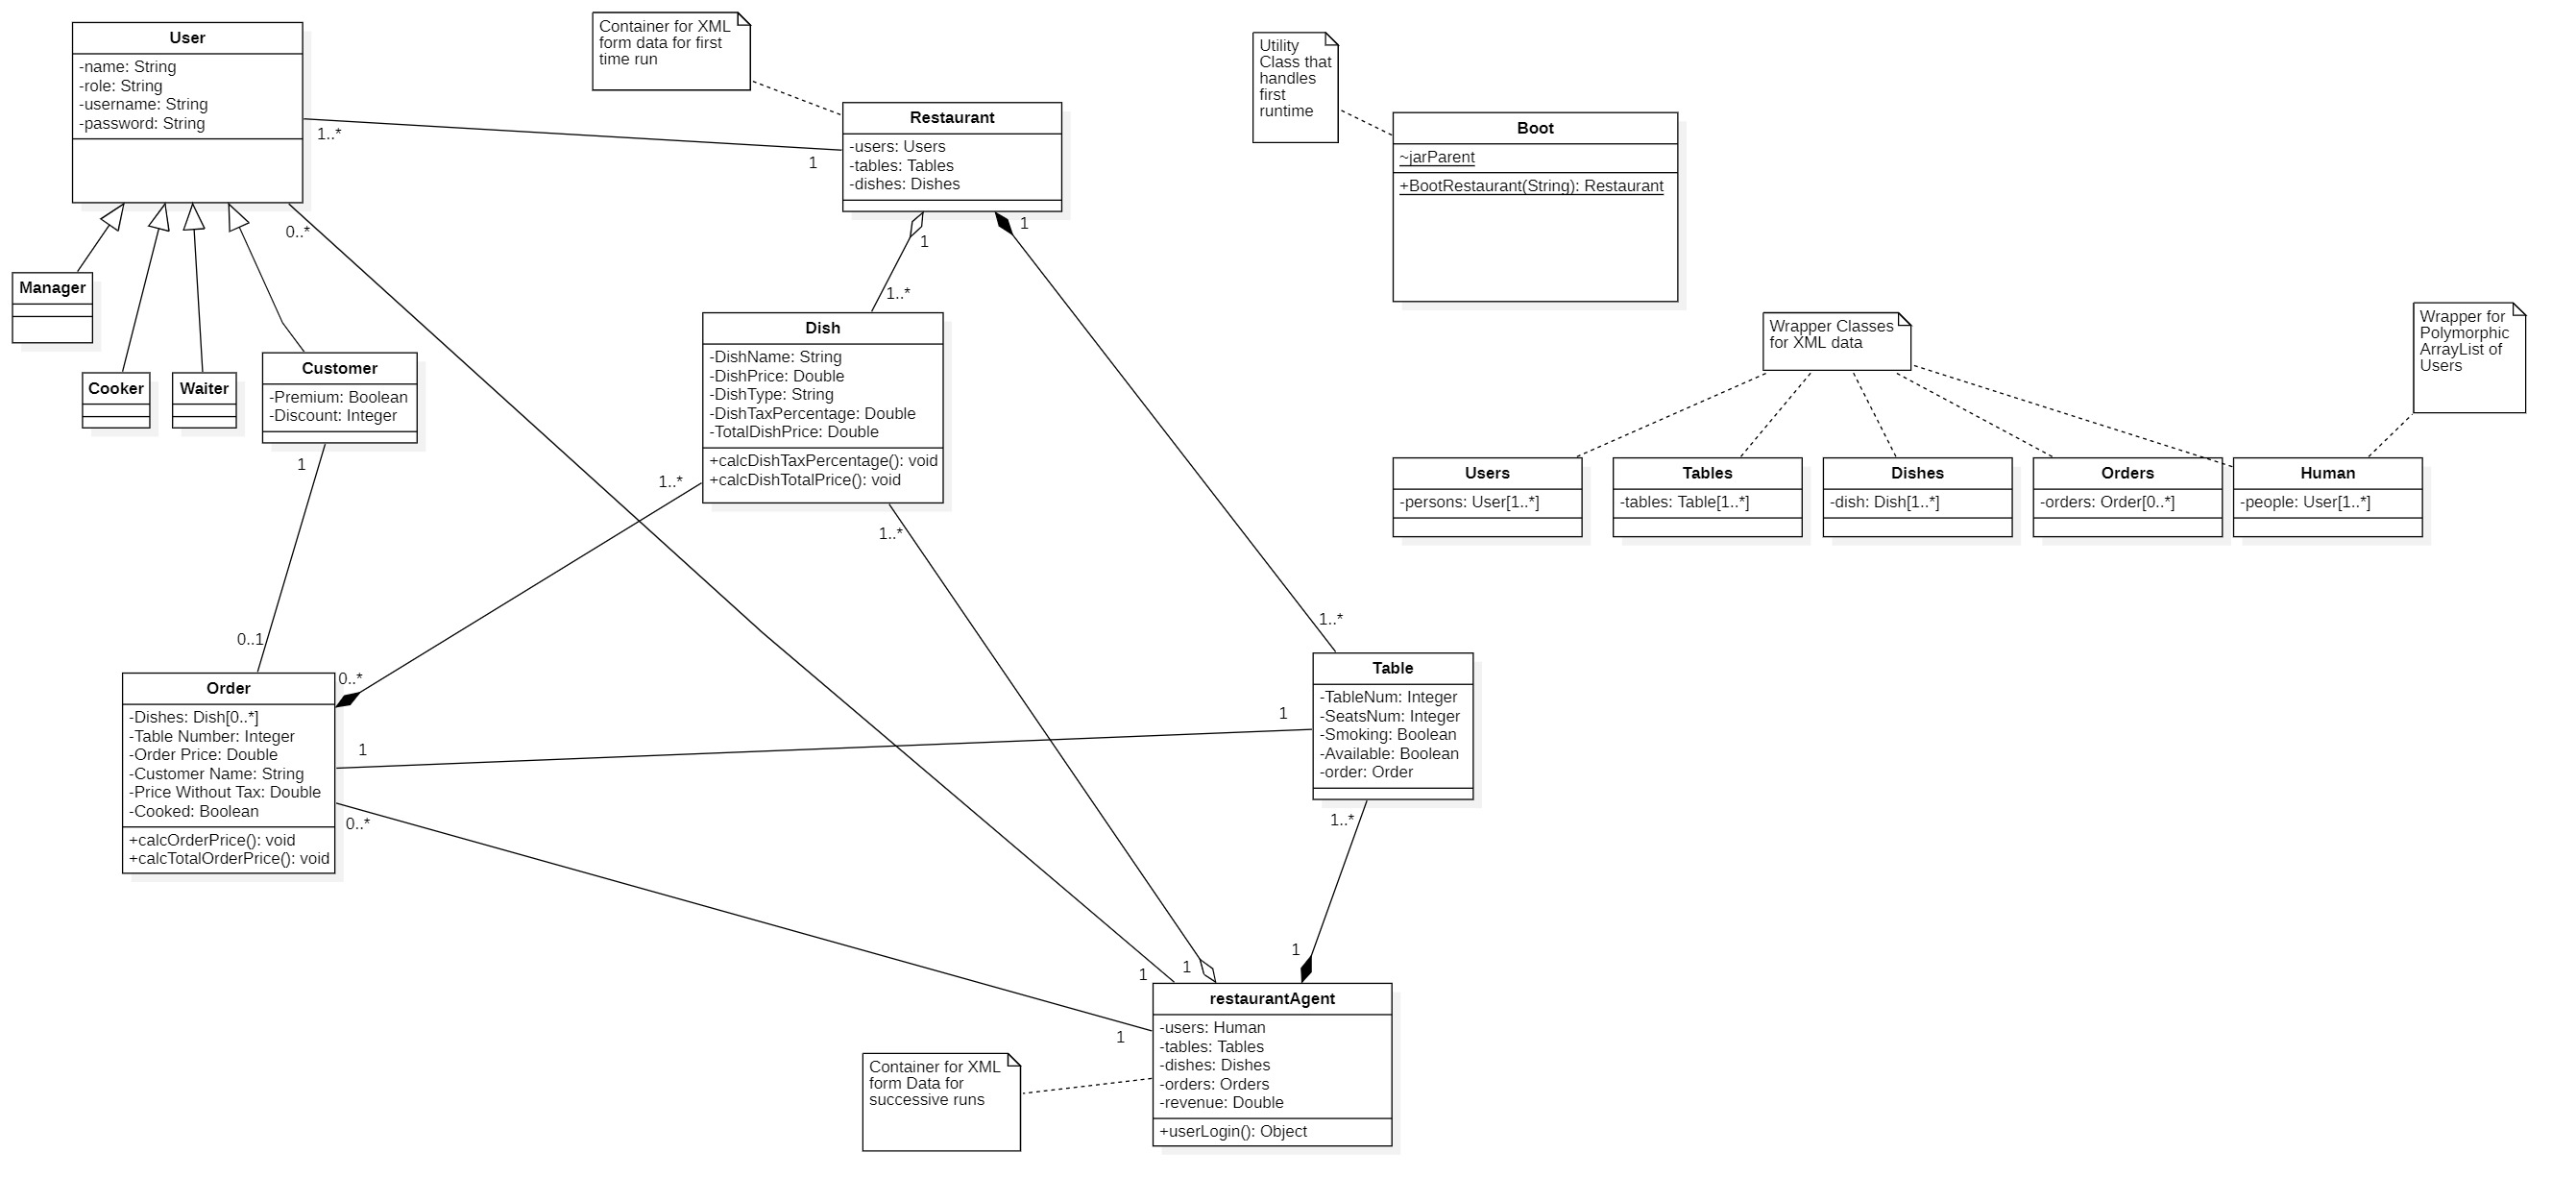 User
-name: String
-role: String
-username: String
-password: String
Container for XML
form data for first
time run
Restaurant
-users: Users
-tables: Tables
-dishes: Dishes
Utility
Class that
handles
first
runtime
Boot
~jarParent
+BootRestaurant(String): Restaurant
1..*
1
0..*
1
1
1..*
Manager
Cooker
Waiter
Customer
-Premium: Boolean
-Discount: Integer
Dish
-DishName: String
-DishPrice: Double
-DishType: String
-DishTaxPercentage: Double
-TotalDishPrice: Double
+calcDishTaxPercentage(): void
+calcDishTotalPrice(): void
Wrapper Classes
for XML data
Wrapper for
Polymorphic
ArrayList of
Users
Users
-persons: User[1..*]
Tables
-tables: Table[1..*]
Dishes
-dish: Dish[1..*]
Orders
-orders: Order[0..*]
Human
-people: User[1..*]
1
1..*
1..*
0..1
0..*
1..*
Order
-Dishes: Dish[0..*]
-Table Number: Integer
-Order Price: Double
-Customer Name: String
-Price Without Tax: Double
-Cooked: Boolean
+calcOrderPrice(): void
+calcTotalOrderPrice(): void
1
1
Table
-TableNum: Integer
-SeatsNum: Integer
-Smoking: Boolean
-Available: Boolean
-order: Order
0..*
1..*
1
1
1
1
restaurantAgent
-users: Human
-tables: Tables
-dishes: Dishes
-orders: Orders
-revenue: Double
+userLogin(): Object
Container for XML
form Data for
successive runs